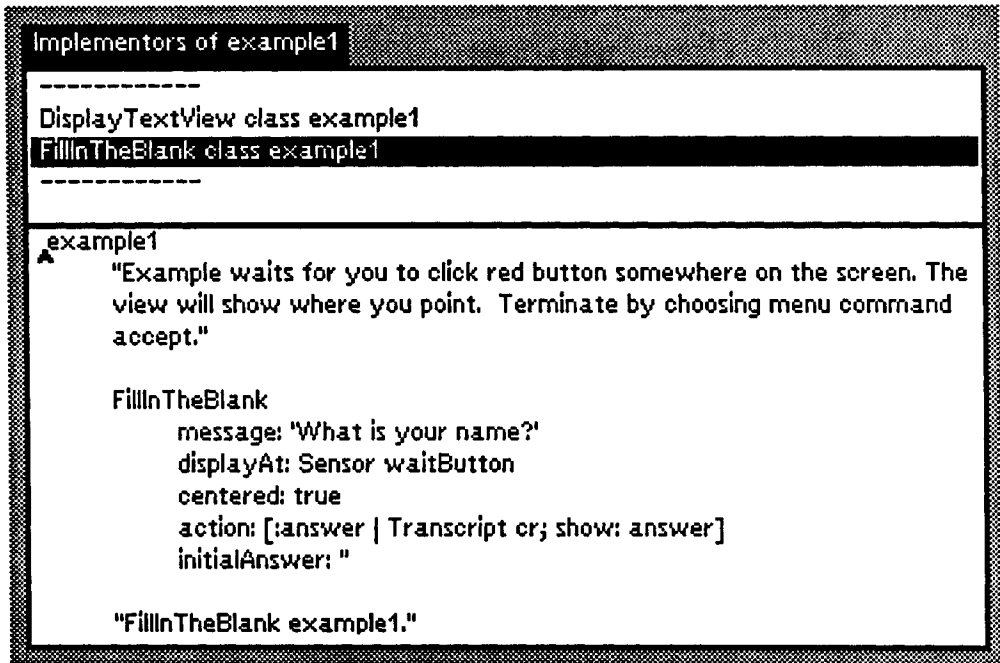 Implementors of example1
------------
DisplayTextView class example1
FillInTheBlank class example1
------------
example1
"Example waits for you to click red button somewhere on the screen. The
view will show where you point.  Terminate by choosing menu command
accept."
FillInTheBlank
message: 'What is your name?'
displayAt: Sensor waitButton
centered: true
action: [:answer | Transcript cr; show: answer]
initialAnswer: ''
"FillInTheBlank example1."